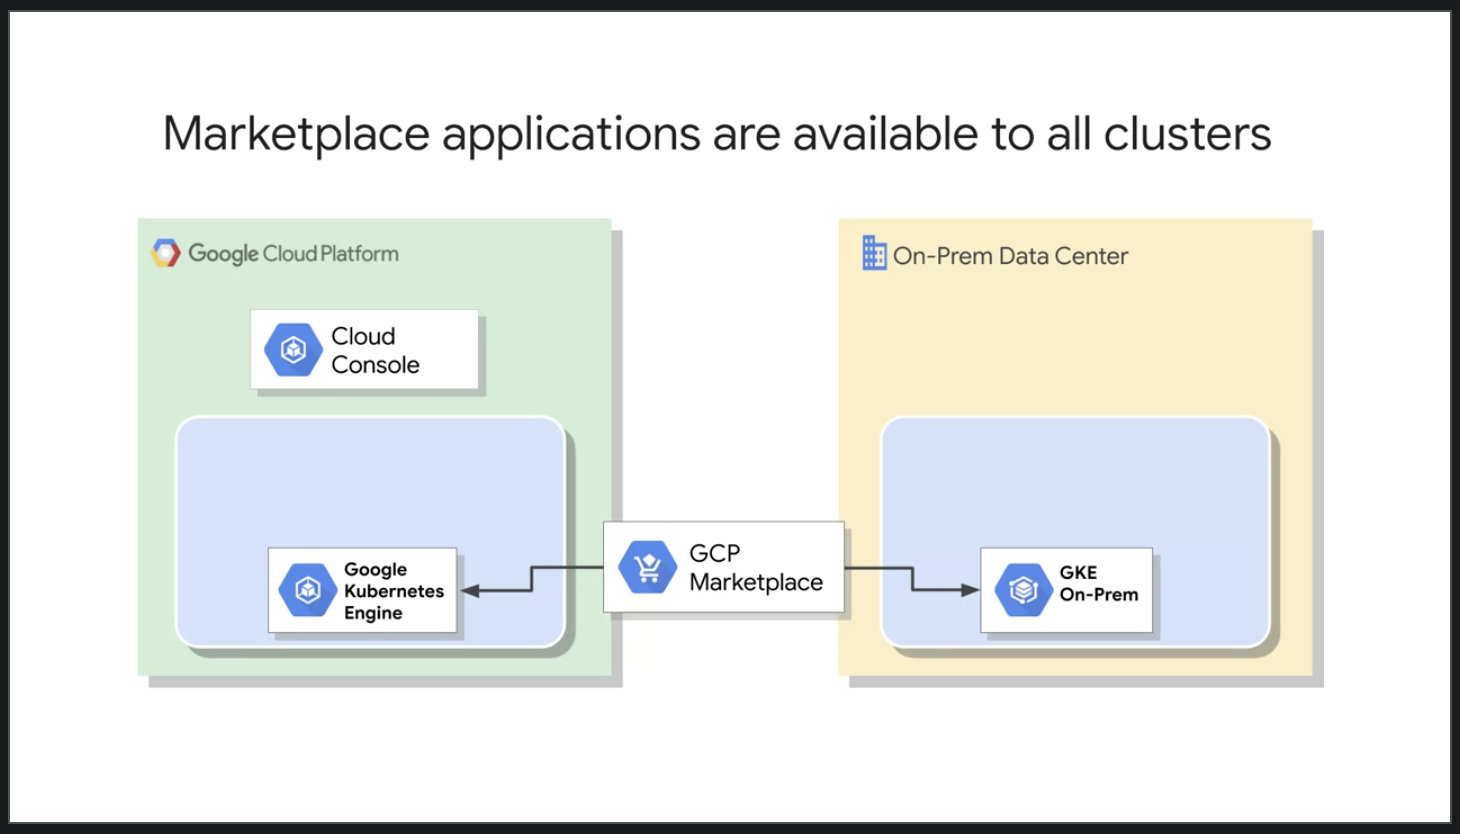 Marketplace applications are available to all clusters
Google Cloud Platform
On-Prem Data Center
Cloud
Console
Google
Kubernetes
Engine
GCP
Marketplace
GKE
On-Prem